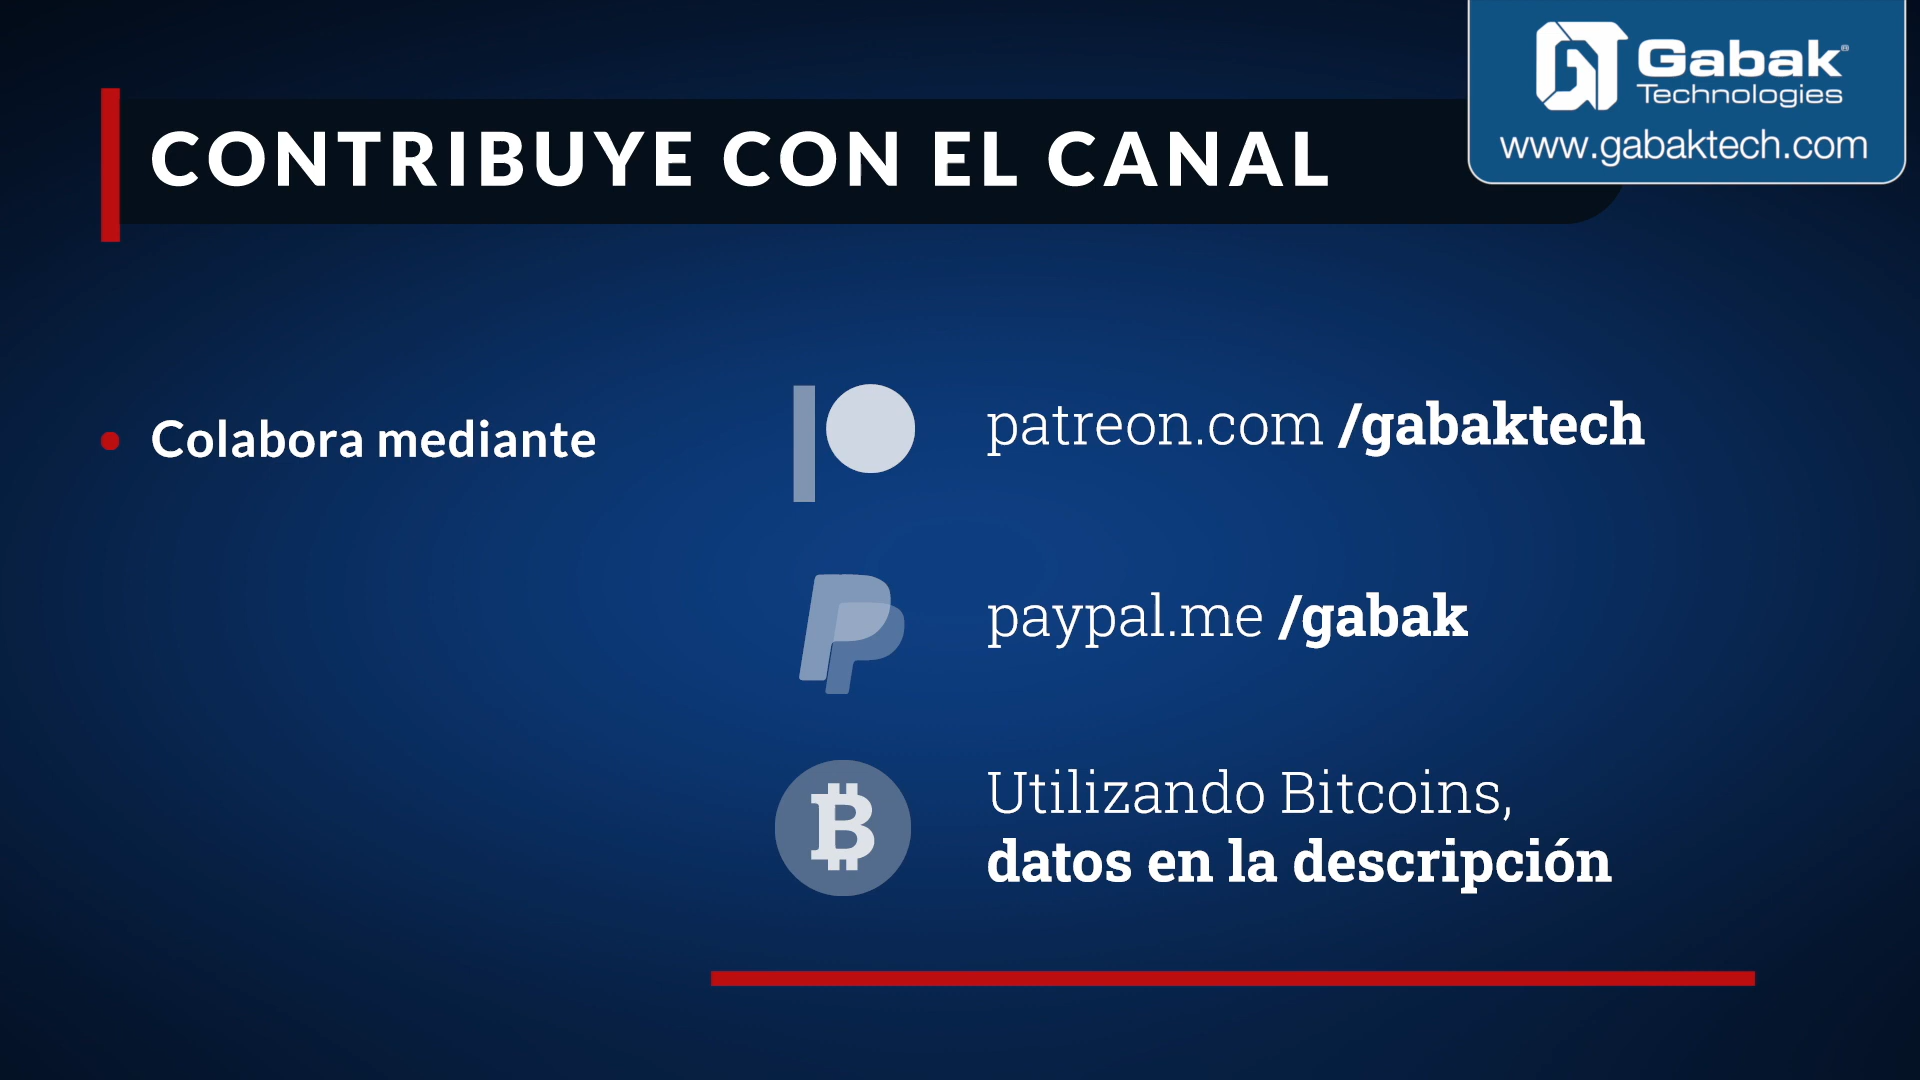 Gabak®
Technologies
www.gabaktech.com
CONTRIBUYE CON EL CANAL
Colabora mediante
patreon.com /gabaktech
paypal.me /gabak
Utilizando Bitcoins,
datos en la descripción